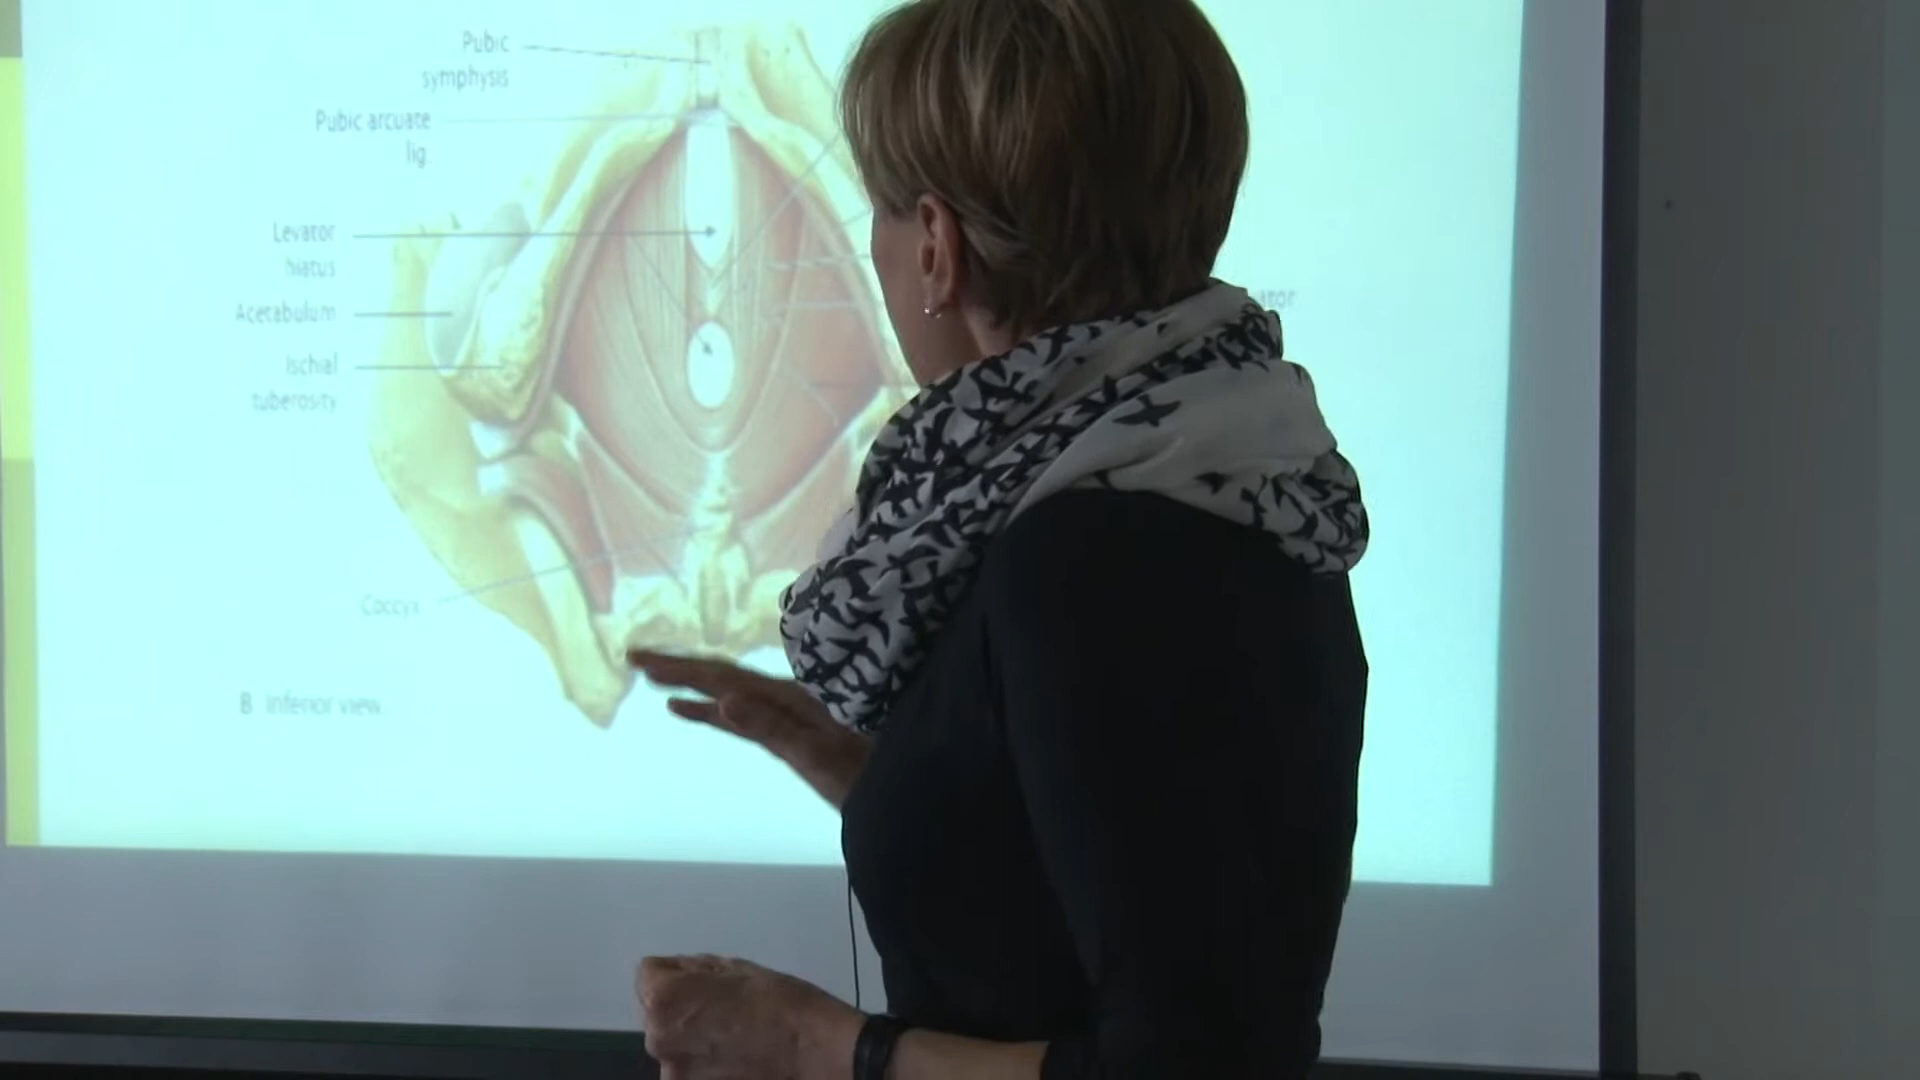 Pubic
symphysis
Pubic arcuate
lig.
Levator
hiatus
Acetabulum
Ischial
tuberosity
Coccyx
B Inferior view